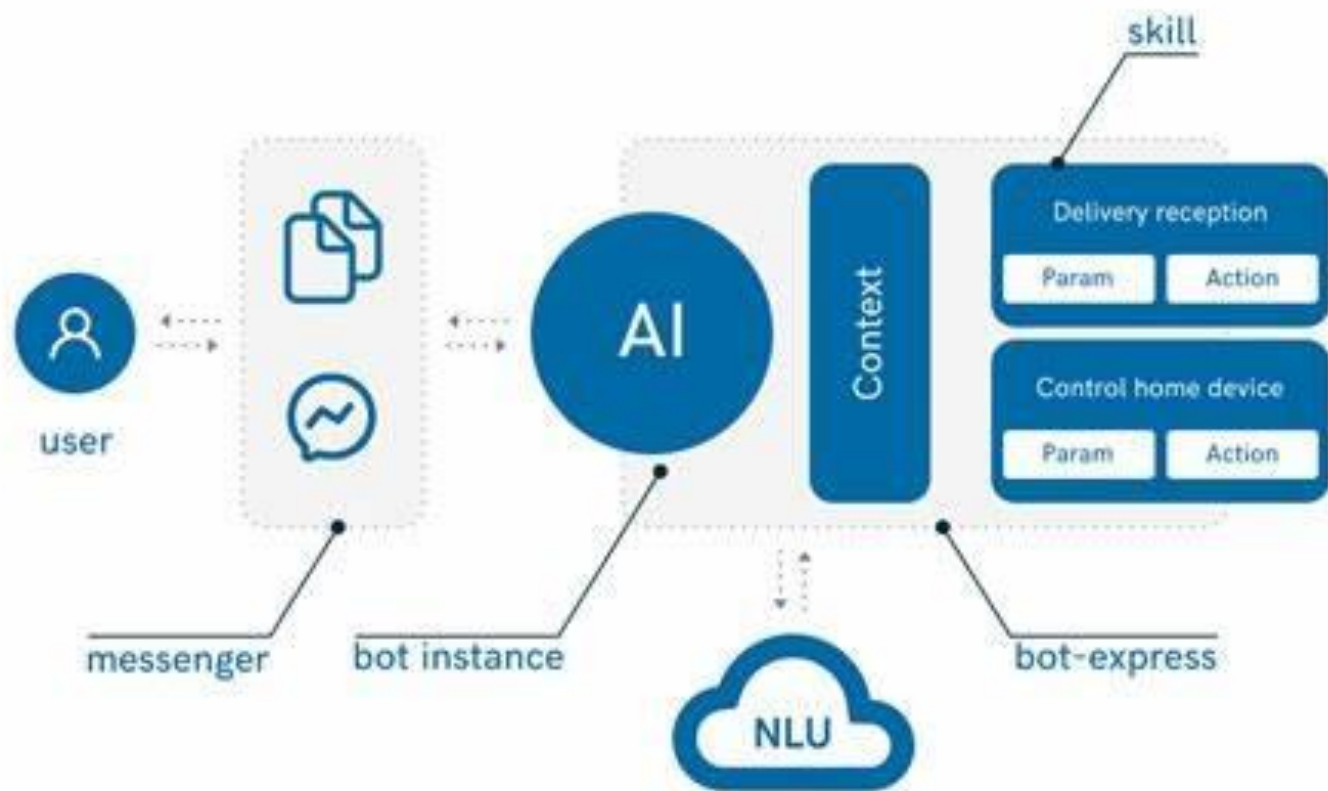 skill
Delivery reception
Param
Action
AI
Context
Control home device
Param
Action
user
messenger
bot instance
bot-express
NLU